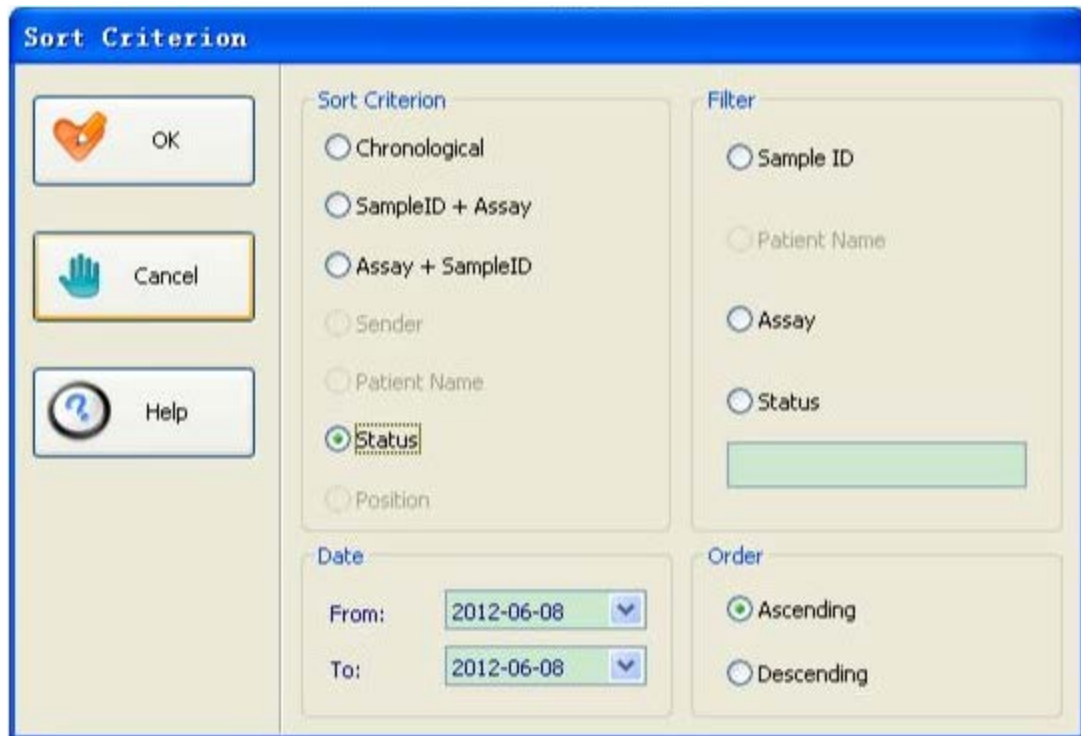 Sort Criterion
OK
Cancel
Help
Sort Criterion
Chronological
SampleID + Assay
Assay + SampleID
Sender
Patient Name
Status
Position
Filter
Sample ID
Patient Name
Assay
Status
Date
From: 2012-06-08
To: 2012-06-08
Order
Ascending
Descending